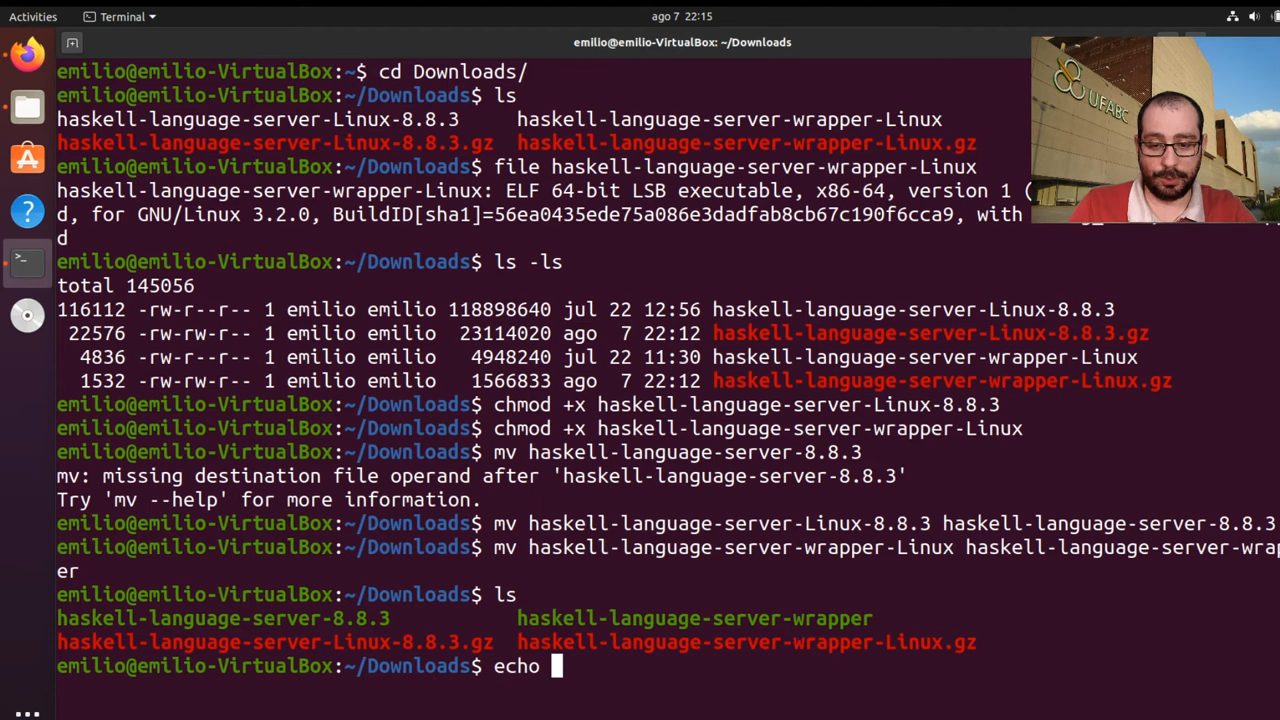 Activities
Terminal
ago 7 22:15
emilio@emilio-VirtualBox: ~/Downloads
emilio@emilio-VirtualBox:~$ cd Downloads/
emilio@emilio-VirtualBox:~/Downloads$ ls
haskell-language-server-Linux-8.8.3 haskell-language-server-wrapper-Linux
haskell-language-server-Linux-8.8.3.gz haskell-language-server-wrapper-Linux.gz
emilio@emilio-VirtualBox:~/Downloads$ file haskell-language-server-wrapper-Linux
haskell-language-server-wrapper-Linux: ELF 64-bit LSB executable, x86-64, version 1 (
d, for GNU/Linux 3.2.0, BuildID[sha1]=56ea0435ede75a086e3dadfab8cb67c190f6cca9, with
d
emilio@emilio-VirtualBox:~/Downloads$ ls -ls
total 145056
116112 -rw-r--r-- 1 emilio emilio 118898640 jul 22 12:56 haskell-language-server-Linux-8.8.3
22576 -rw-r--r-- 1 emilio emilio 23114020 ago 7 22:12 haskell-language-server-Linux-8.8.3.gz
4836 -rw-r--r-- 1 emilio emilio 4948240 jul 22 11:30 haskell-language-server-wrapper-Linux
1532 -rw-r--r-- 1 emilio emilio 1566833 ago 7 22:12 haskell-language-server-wrapper-Linux.gz
emilio@emilio-VirtualBox:~/Downloads$ chmod +x haskell-language-server-Linux-8.8.3
emilio@emilio-VirtualBox:~/Downloads$ chmod +x haskell-language-server-wrapper-Linux
emilio@emilio-VirtualBox:~/Downloads$ mv haskell-language-server-8.8.3
mv: missing destination file operand after 'haskell-language-server-8.8.3'
Try 'mv --help' for more information.
emilio@emilio-VirtualBox:~/Downloads$ mv haskell-language-server-Linux-8.8.3 haskell-language-server-8.8.3
emilio@emilio-VirtualBox:~/Downloads$ mv haskell-language-server-wrapper-Linux haskell-language-server-wrap
er
emilio@emilio-VirtualBox:~/Downloads$ ls
haskell-language-server-8.8.3 haskell-language-server-wrapper
haskell-language-server-Linux-8.8.3.gz haskell-language-server-wrapper-Linux.gz
emilio@emilio-VirtualBox:~/Downloads$ echo
UFABC